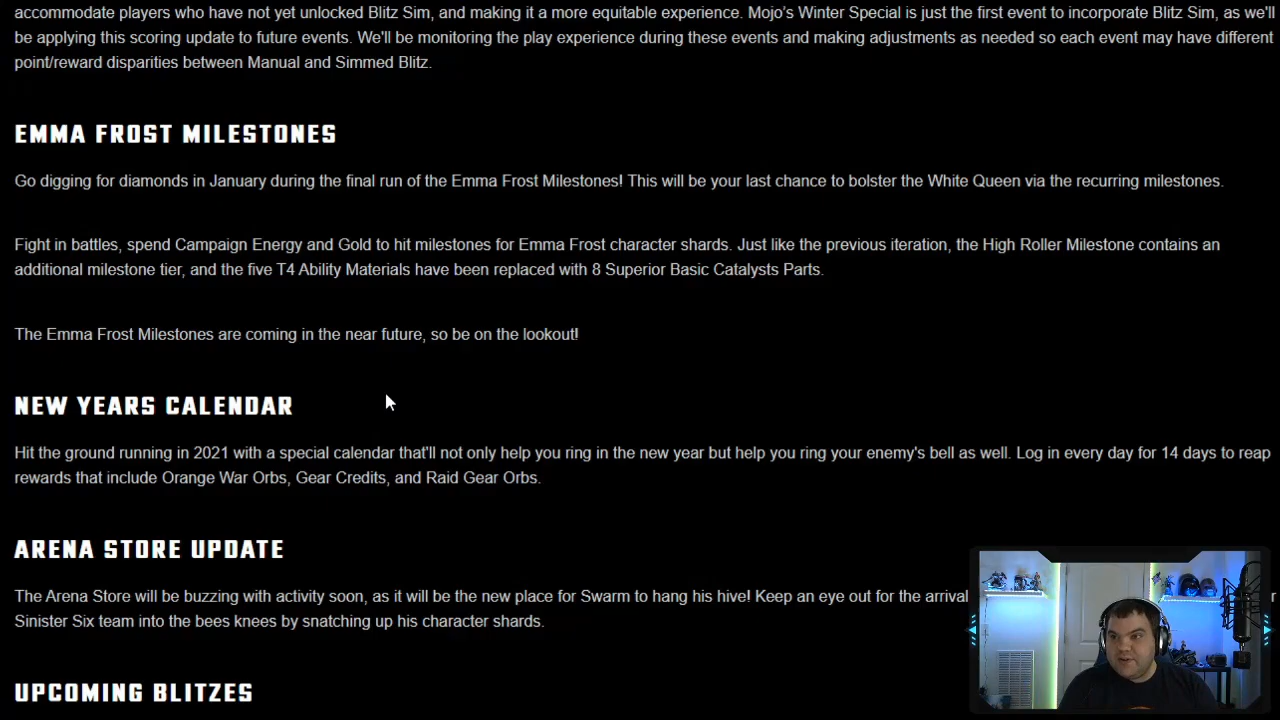 accommodate players who have not yet unlocked Blitz Sim, and making it a more equitable experience. Mojo's Winter Special is just the first event to incorporate Blitz Sim, as we'll
be applying this scoring update to future events. We'll be monitoring the play experience during these events and making adjustments as needed so each event may have different
point/reward disparities between Manual and Simmed Blitz.
EMMA FROST MILESTONES
Go digging for diamonds in January during the final run of the Emma Frost Milestones! This will be your last chance to bolster the White Queen via the recurring milestones.
Fight in battles, spend Campaign Energy and Gold to hit milestones for Emma Frost character shards. Just like the previous iteration, the High Roller Milestone contains an
additional milestone tier, and the five T4 Ability Materials have been replaced with 8 Superior Basic Catalysts Parts.
The Emma Frost Milestones are coming in the near future, so be on the lookout!
NEW YEARS CALENDAR
Hit the ground running in 2021 with a special calendar that'll not only help you ring in the new year but help you ring your enemy's bell as well. Log in every day for 14 days to reap
rewards that include Orange War Orbs, Gear Credits, and Raid Gear Orbs.
ARENA STORE UPDATE
The Arena Store will be buzzing with activity soon, as it will be the new place for Swarm to hang his hive! Keep an eye out for the arrival
Sinister Six team into the bees knees by snatching up his character shards.
UPCOMING BLITZES